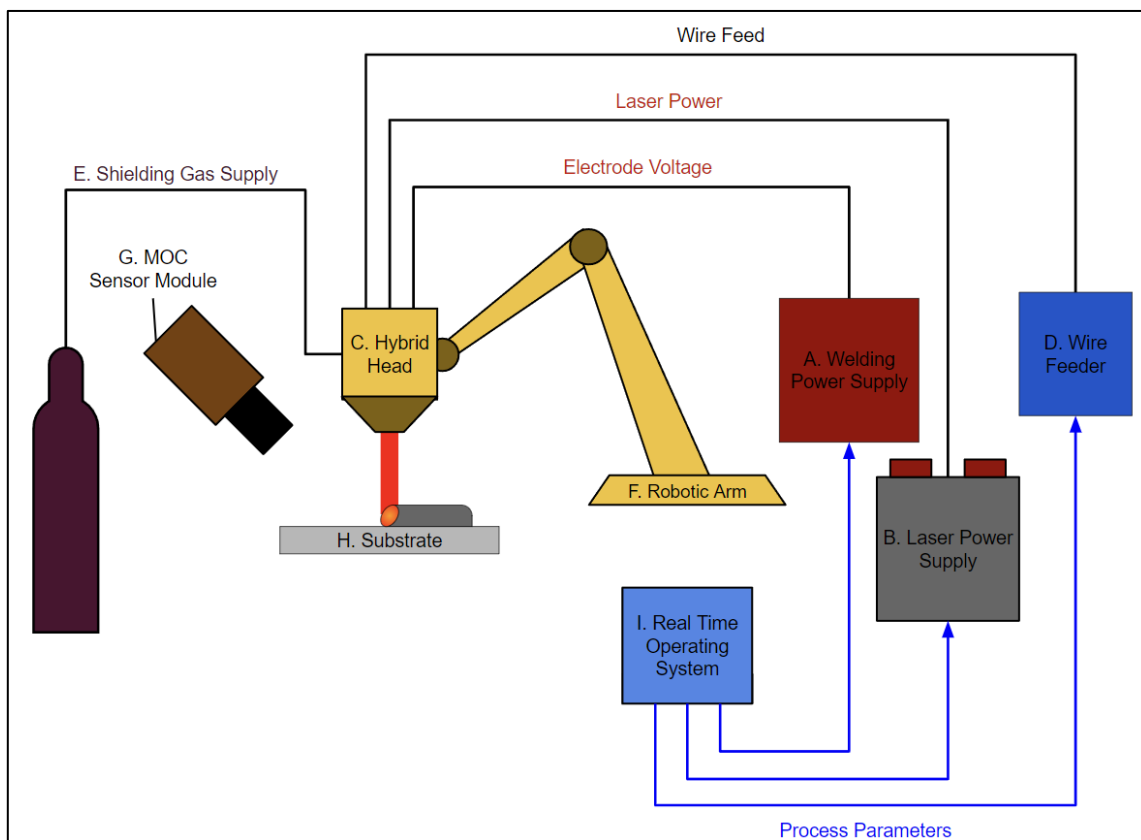 Wire Feed
Laser Power
Electrode Voltage
E. Shielding Gas Supply
G. MOC
Sensor Module
C. Hybrid
Head
A. Welding
Power Supply
D. Wire
Feeder
F. Robotic Arm
B. Laser Power
Supply
H. Substrate
I. Real Time
Operating
System
Process Parameters